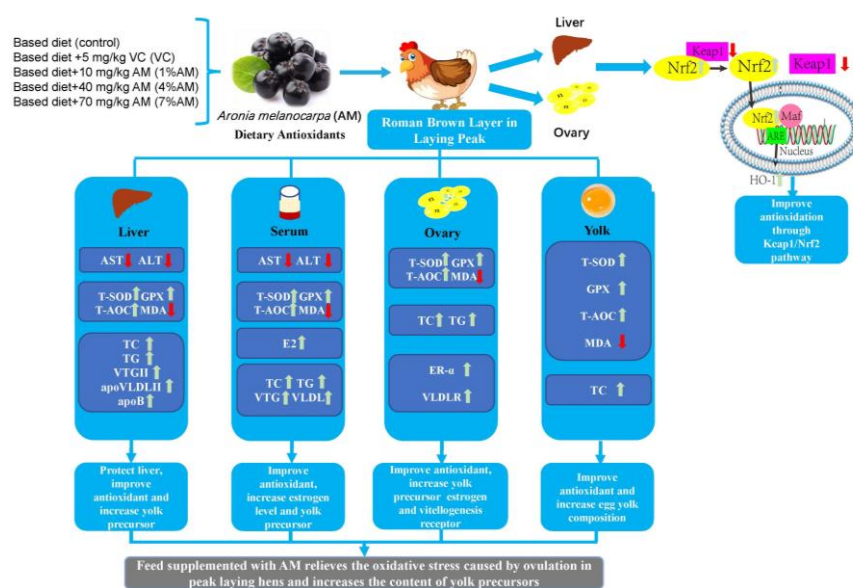 Based diet (control)
Based diet +5 mg/kg VC (VC)
Based diet+10 mg/kg AM (1%AM)
Based diet+40 mg/kg AM (4%AM)
Based diet+70 mg/kg AM (7%AM)
Aronia melanocarpa (AM)
Dietary Antioxidants
Roman Brown Layer in
Laying Peak
Liver
Ovary
Keap1
Nrf2
Nrf2
Keap1
Nrf2
Maf
ARE
Nucleus
HO-1
Improve
antioxidation
through
Keap1/Nrf2
pathway
Liver
AST ALT
T-SOD GPX
T-AOC MDA
TC
TG
VTGII
apoVLDLII
apoB
Protect liver,
improve
antioxidant and
increase yolk
precursor
Serum
AST ALT
T-SOD GPX
T-AOC MDA
E2
TC TG
VTG VLDL
Improve
antioxidant,
increase estrogen
level and yolk
precursor
Ovary
T-SOD GPX
T-AOC MDA
TC TG
ER-α
VLDLR
Improve antioxidant,
increase yolk
precursor estrogen
and vitellogenesis
receptor
Yolk
T-SOD
GPX
T-AOC
MDA
TC
Improve
antioxidant and
increase egg yolk
composition
Feed supplemented with AM relieves the oxidative stress caused by ovulation in
peak laying hens and increases the content of yolk precursors